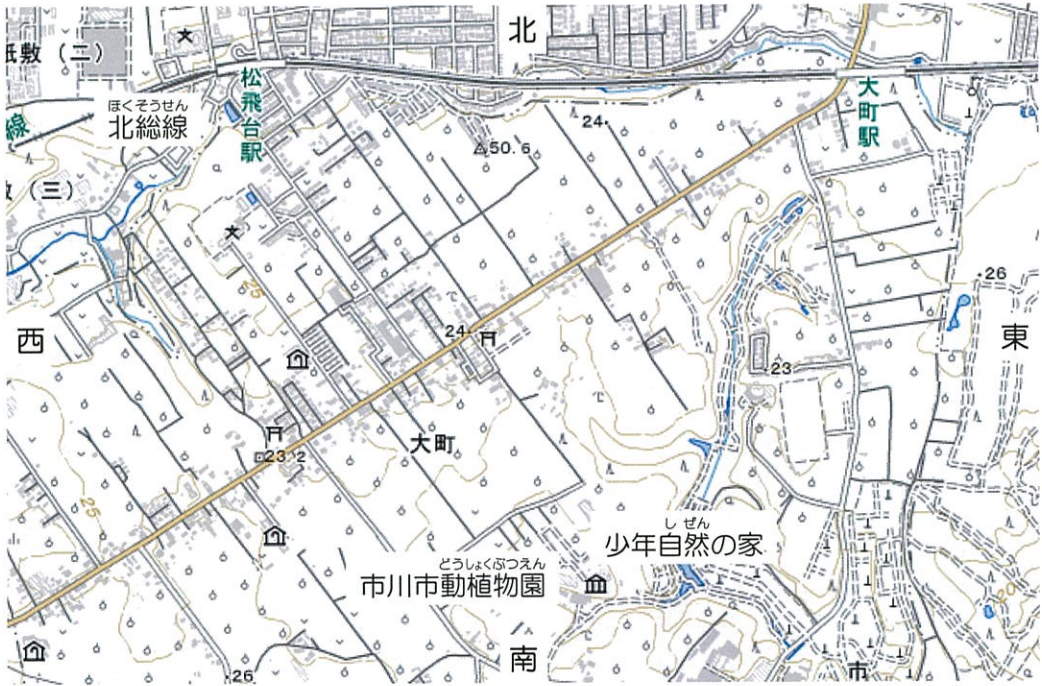 北
紙敷（二）
松飛台駅
大町駅
ほくそうせん
北総線
線
24
50.6
（三）
26
25
西
24
東
23
大町
23.2
25
しぜん
少年自然の家
どうしょくぶつえん
市川市動植物園
20
南
市
26